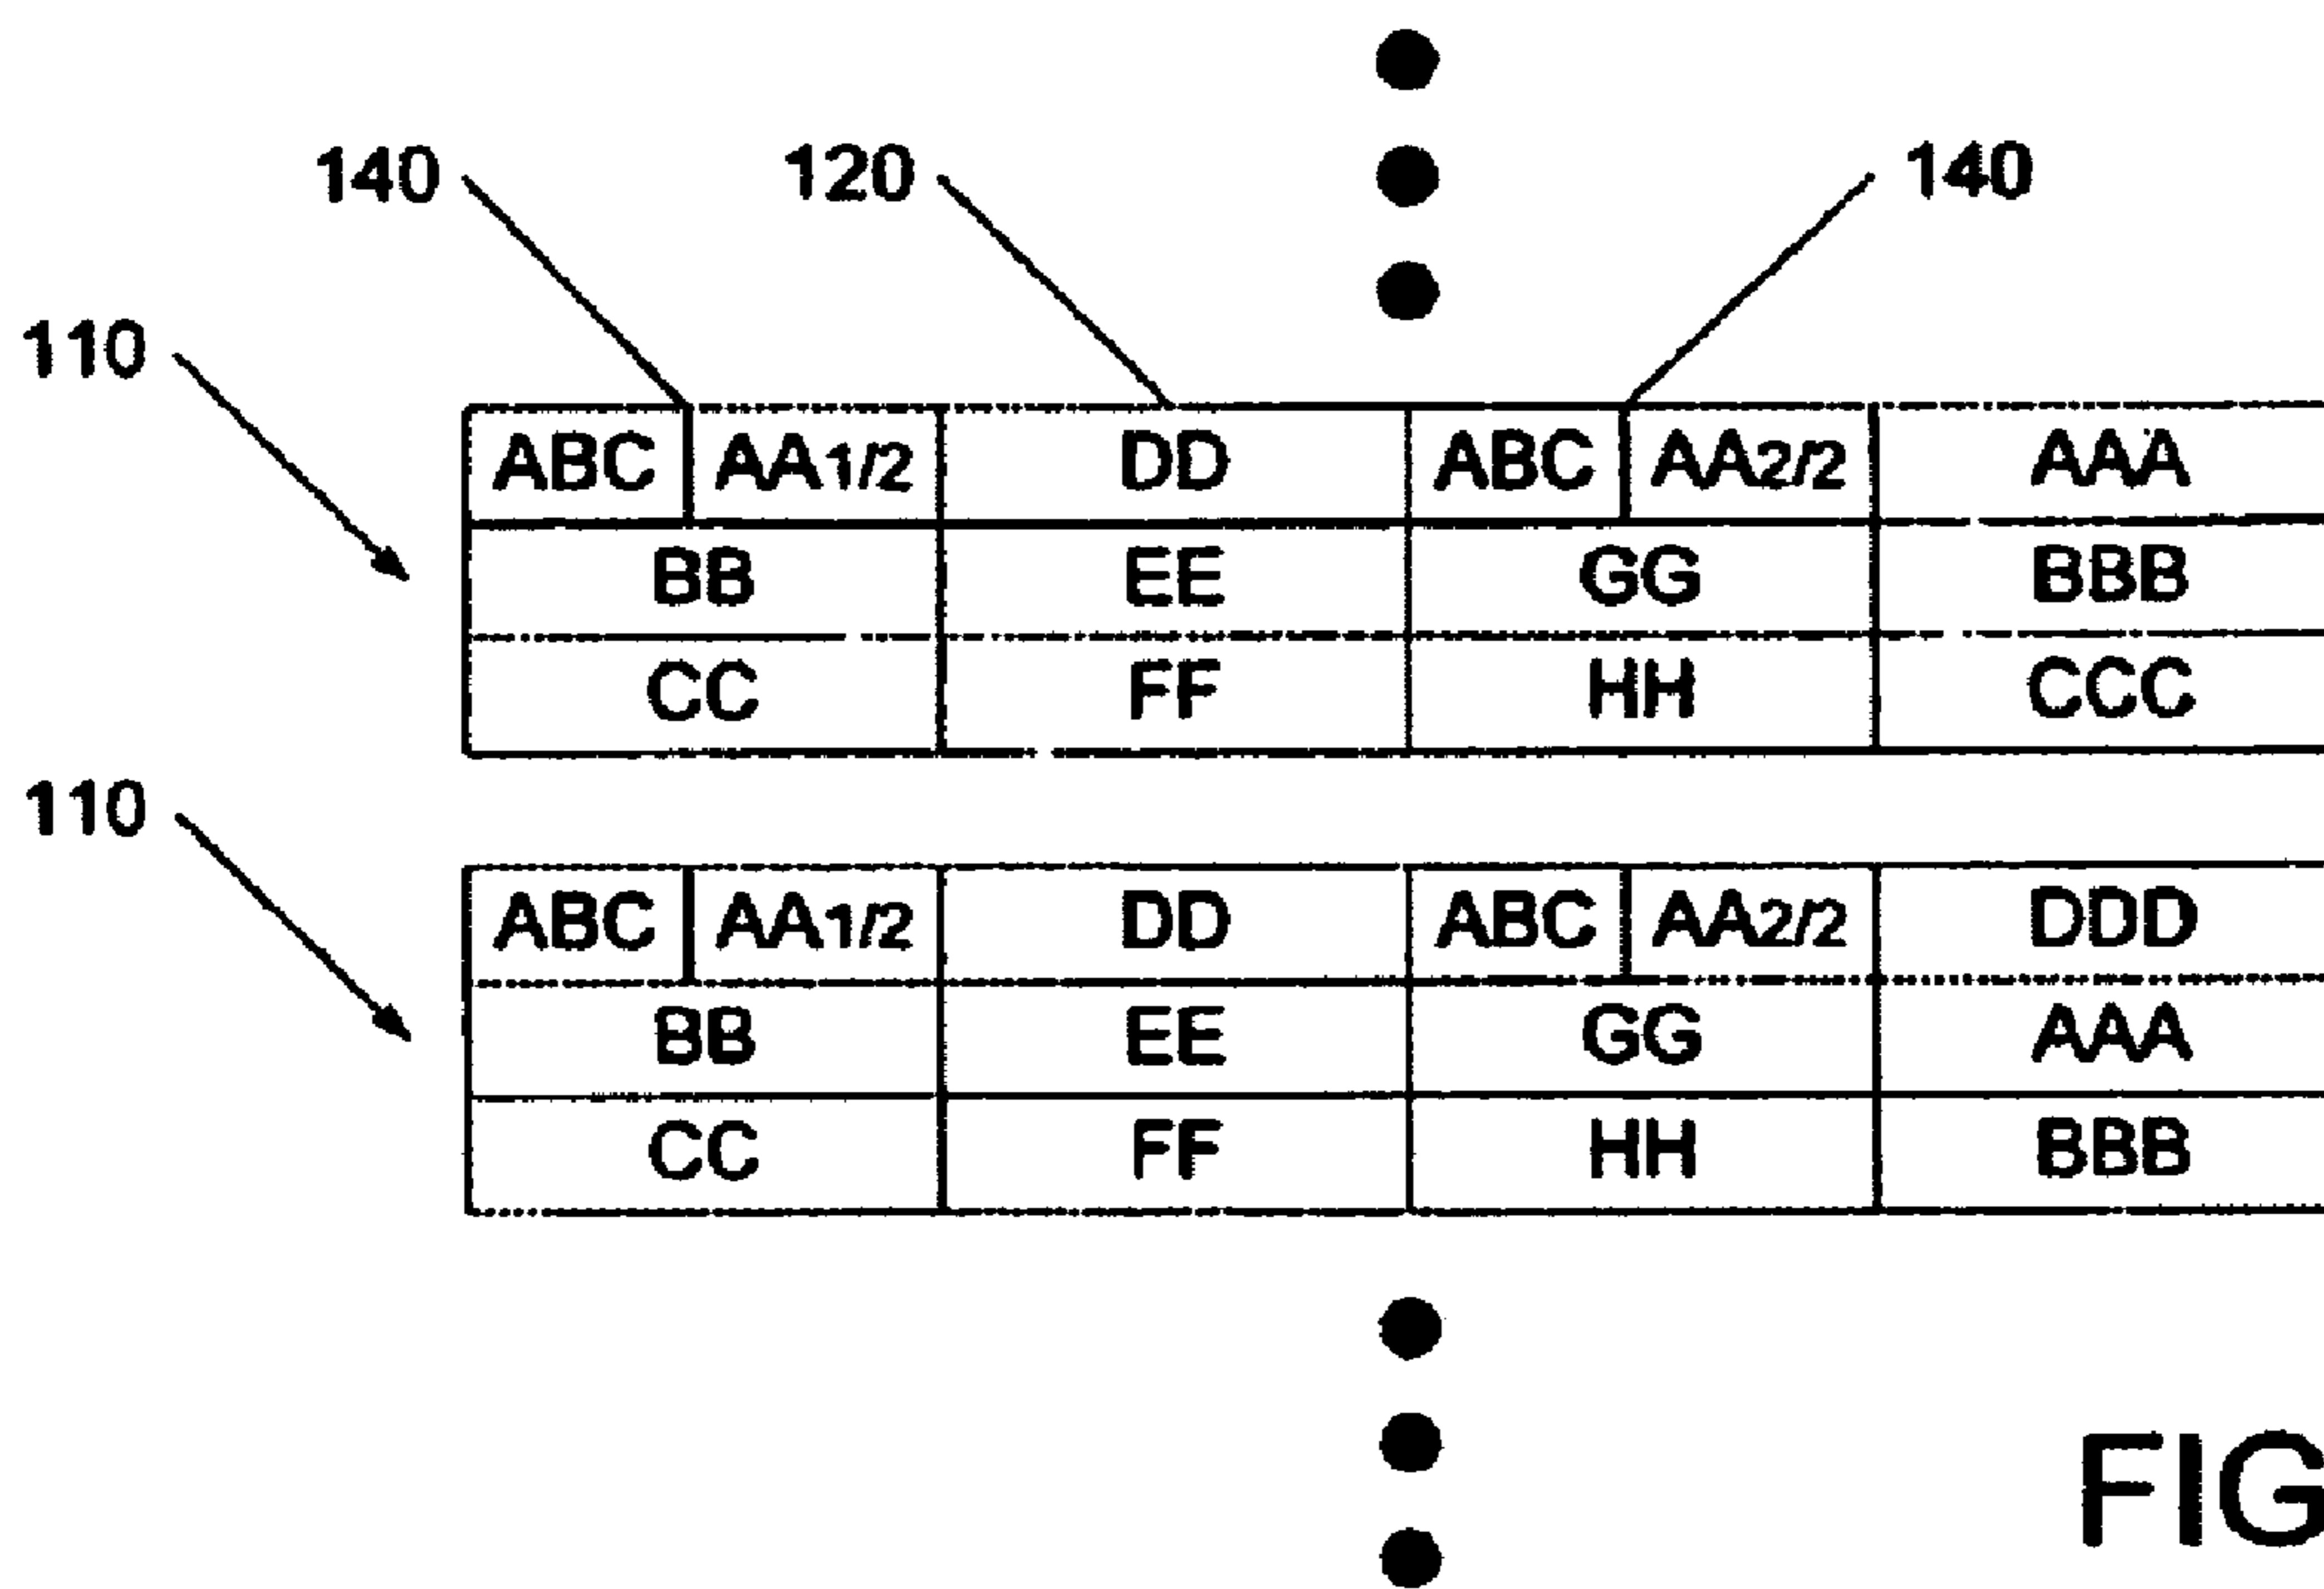 140 120 140
110
ABC AA1/2 DD ABC AA2/2 AAA
BB EE GG BBB
CC FF HH CCC
110
ABC AA1/2 DD ABC AA2/2 DDD
BB EE GG AAA
CC FF HH BBB
FIG